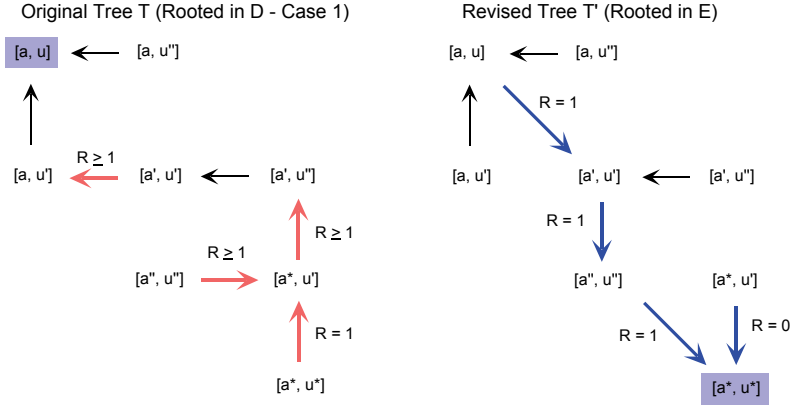 Original Tree T (Rooted in D - Case 1)
Revised Tree T' (Rooted in E)
[a, u]
[a, u'']
[a, u]
[a, u'']
R = 1
R ≥ 1
[a, u']
[a', u']
[a', u'']
[a, u']
[a', u']
[a', u'']
R ≥ 1
R = 1
R ≥ 1
[a'', u'']
[a*, u']
[a'', u'']
[a*, u']
R = 1
R = 1
R = 0
[a*, u*]
[a*, u*]